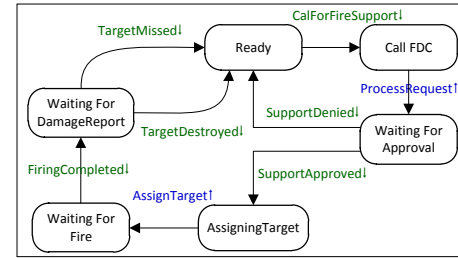 TargetMissed↓
CalForFireSupport↓
Ready
Call FDC
ProcessRequest↑
Waiting For
DamageReport
SupportDenied↓
TargetDestroyed↓
Waiting For
Approval
FiringCompleted↓
SupportApproved↓
AssignTarget↑
Waiting For
Fire
AssigningTarget